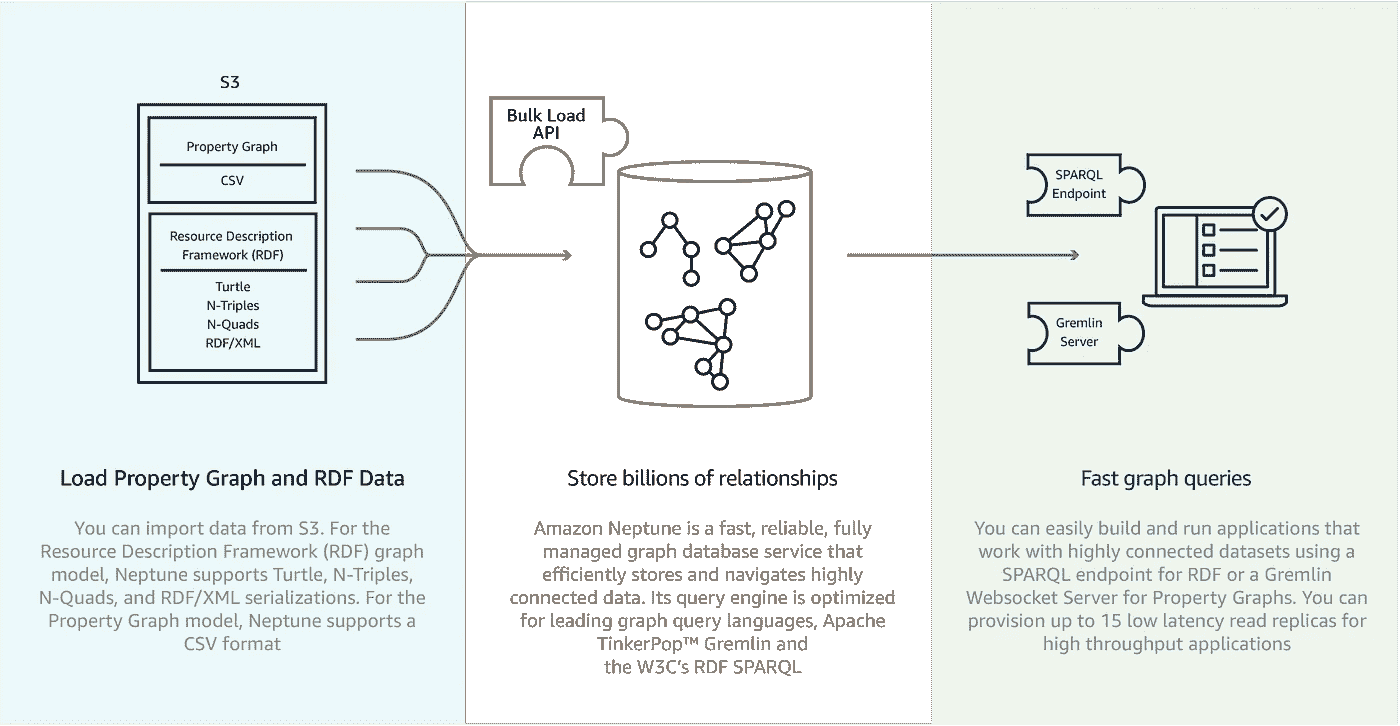 S3
Property Graph
CSV
Resource Description
Framework (RDF)
Turtle
N-Triples
N-Quads
RDF/XML
Load Property Graph and RDF Data
You can import data from S3. For the
Resource Description Framework (RDF) graph
model, Neptune supports Turtle, N-Triples,
N-Quads, and RDF/XML serializations. For the
Property Graph model, Neptune supports a
CSV format
Bulk Load
API
Store billions of relationships
Amazon Neptune is a fast, reliable, fully
managed graph database service that
efficiently stores and navigates highly
connected data. Its query engine is optimized
for leading graph query languages, Apache
TinkerPop™ Gremlin and
the W3C's RDF SPARQL
SPARQL
Endpoint
Gremlin
Server
Fast graph queries
You can easily build and run applications that
work with highly connected datasets using a
SPARQL endpoint for RDF or a Gremlin
Websocket Server for Property Graphs. You can
provision up to 15 low latency read replicas for
high throughput applications